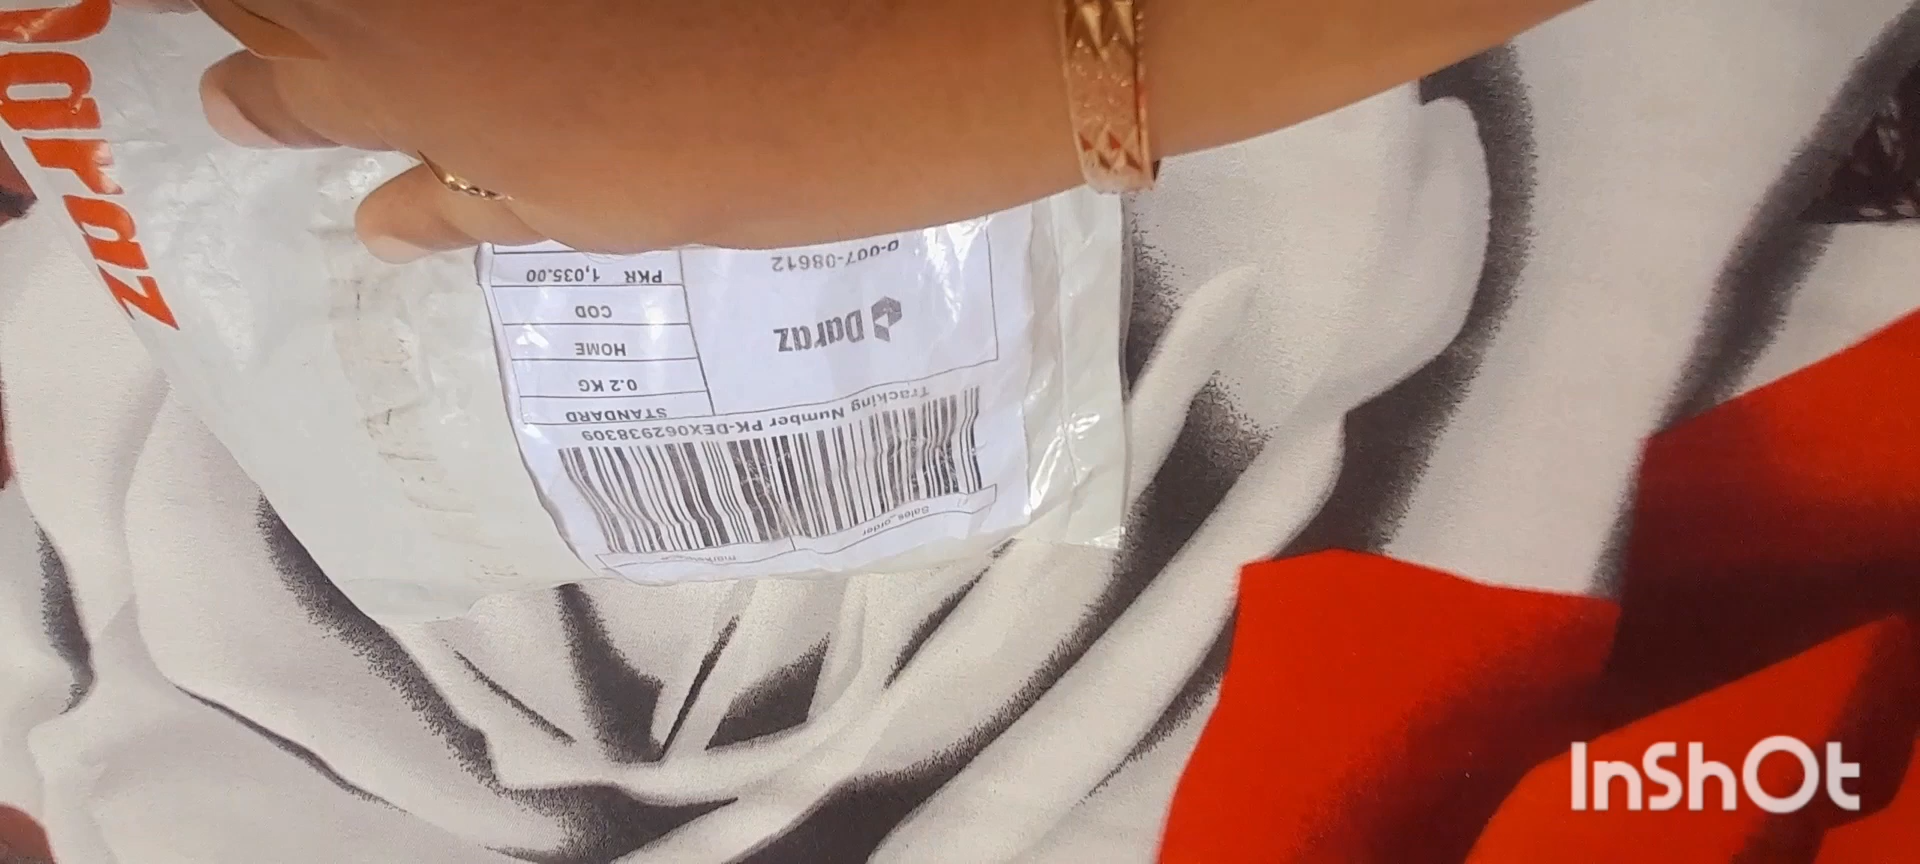 Daraz
Sales_order
Tracking Number PK-DEX062938309
STANDARD
0.2 KG
HOME
COD
PKR 1,035.00
Daraz
-007-08612
InShOt